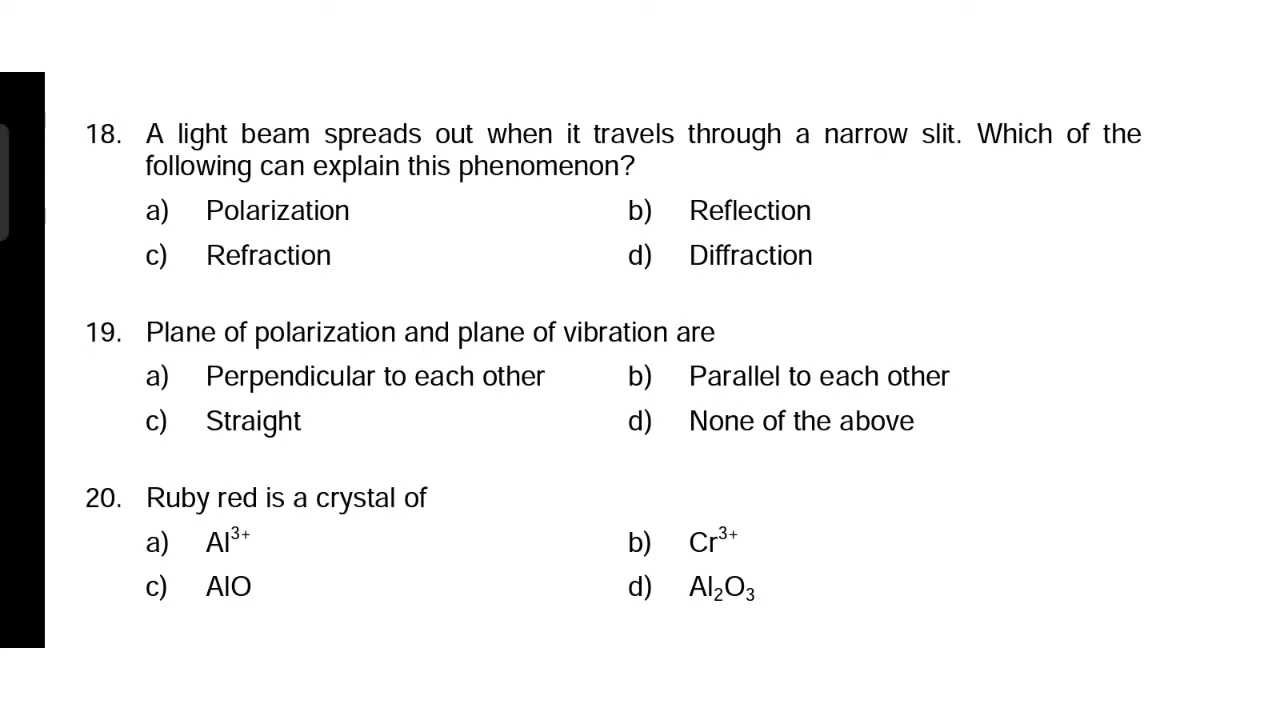 18. A light beam spreads out when it travels through a narrow slit. Which of the
following can explain this phenomenon?
a) Polarization b) Reflection
c) Refraction d) Diffraction
19. Plane of polarization and plane of vibration are
a) Perpendicular to each other b) Parallel to each other
c) Straight d) None of the above
20. Ruby red is a crystal of
a) Al³⁺ b) Cr³⁺
c) AlO d) Al₂O₃